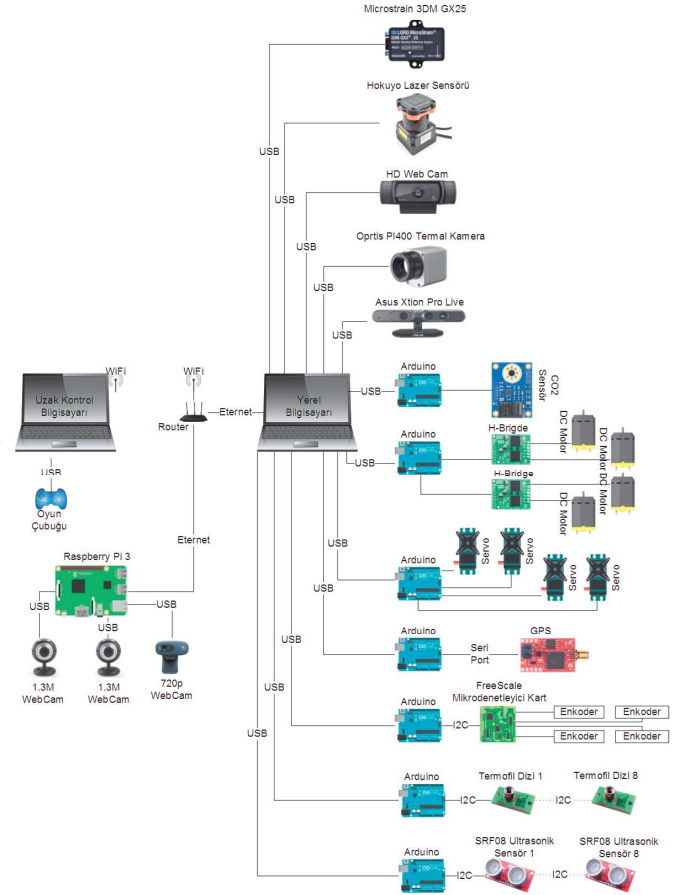 Microstrain 3DM GX25
LORD MicroStrain
USB
Hokuyo Lazer Sensörü
USB
HD Web Cam
USB
Oprtis PI400 Termal Kamera
USB
Asus Xtion Pro Live
USB
WiFi
Uzak Kontrol
Bilgisayarı
USB
Oyun
Çubuğu
WiFi
Router
Eternet
Yerel
Bilgisayarı
Eternet
Raspberry Pi 3
USB
USB
USB
1.3M
WebCam
1.3M
WebCam
720p
WebCam
USB
Arduino
CO2
Sensör
USB
Arduino
H-Brigde
H-Bridge
DC Motor
DC Motor
DC Motor
DC Motor
USB
Arduino
Servo
Servo
Servo
Servo
USB
Arduino
Seri
Port
GPS
USB
Arduino
I2C
FreeScale
Mikrodenetleyici Kart
Enkoder
Enkoder
Enkoder
Enkoder
USB
Arduino
I2C
Termofil Dizi 1
I2C
Termofil Dizi 8
USB
Arduino
I2C
SRF08 Ultrasonik
Sensör 1
I2C
SRF08 Ultrasonik
Sensör 8